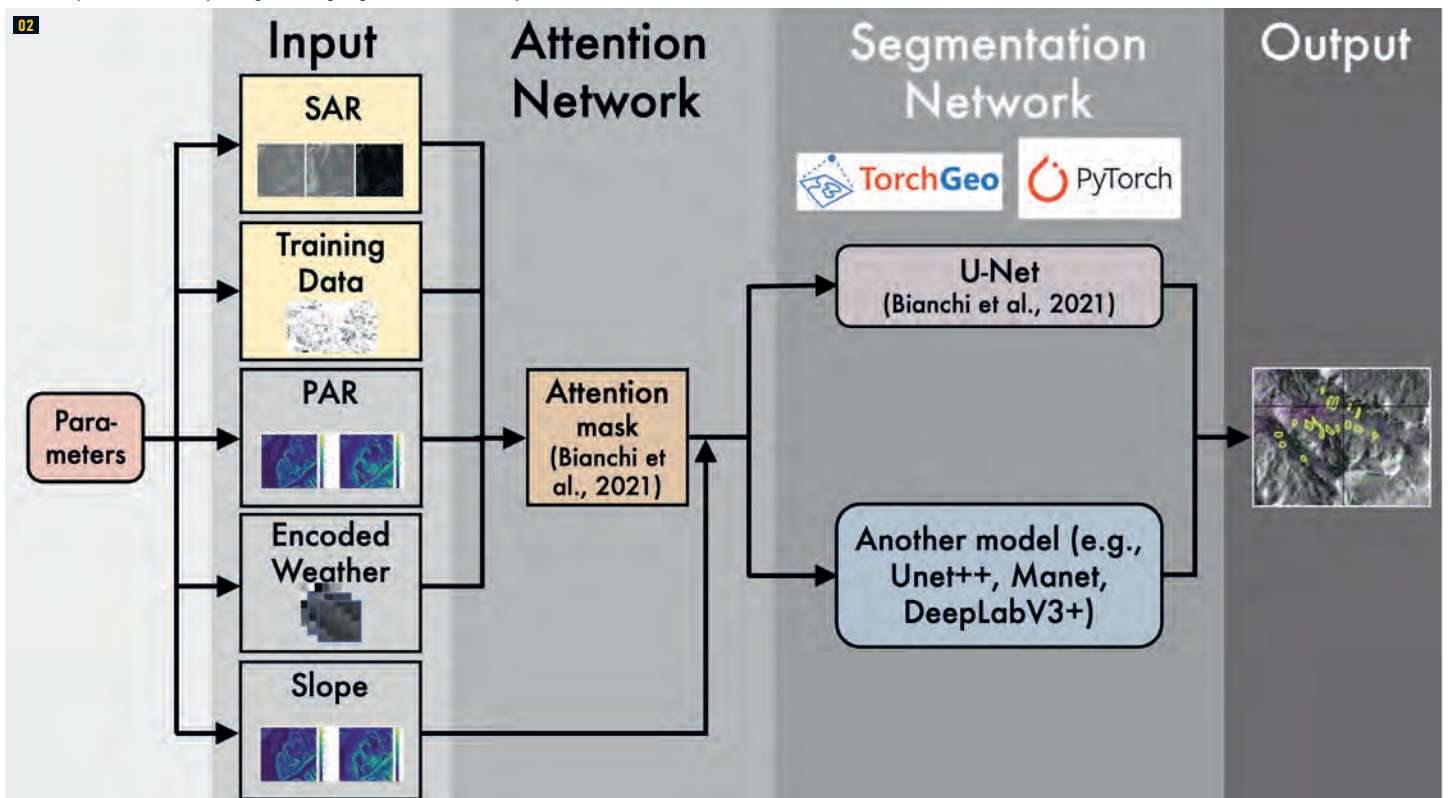 02
Input
Attention
Network
Segmentation
Network
Output
TorchGeo
PyTorch
Para-
meters
SAR
Training
Data
PAR
Encoded
Weather
Slope
Attention
mask
(Bianchi et
al., 2021)
U-Net
(Bianchi et al., 2021)
Another model (e.g.,
Unet++, Manet,
DeepLabV3+)